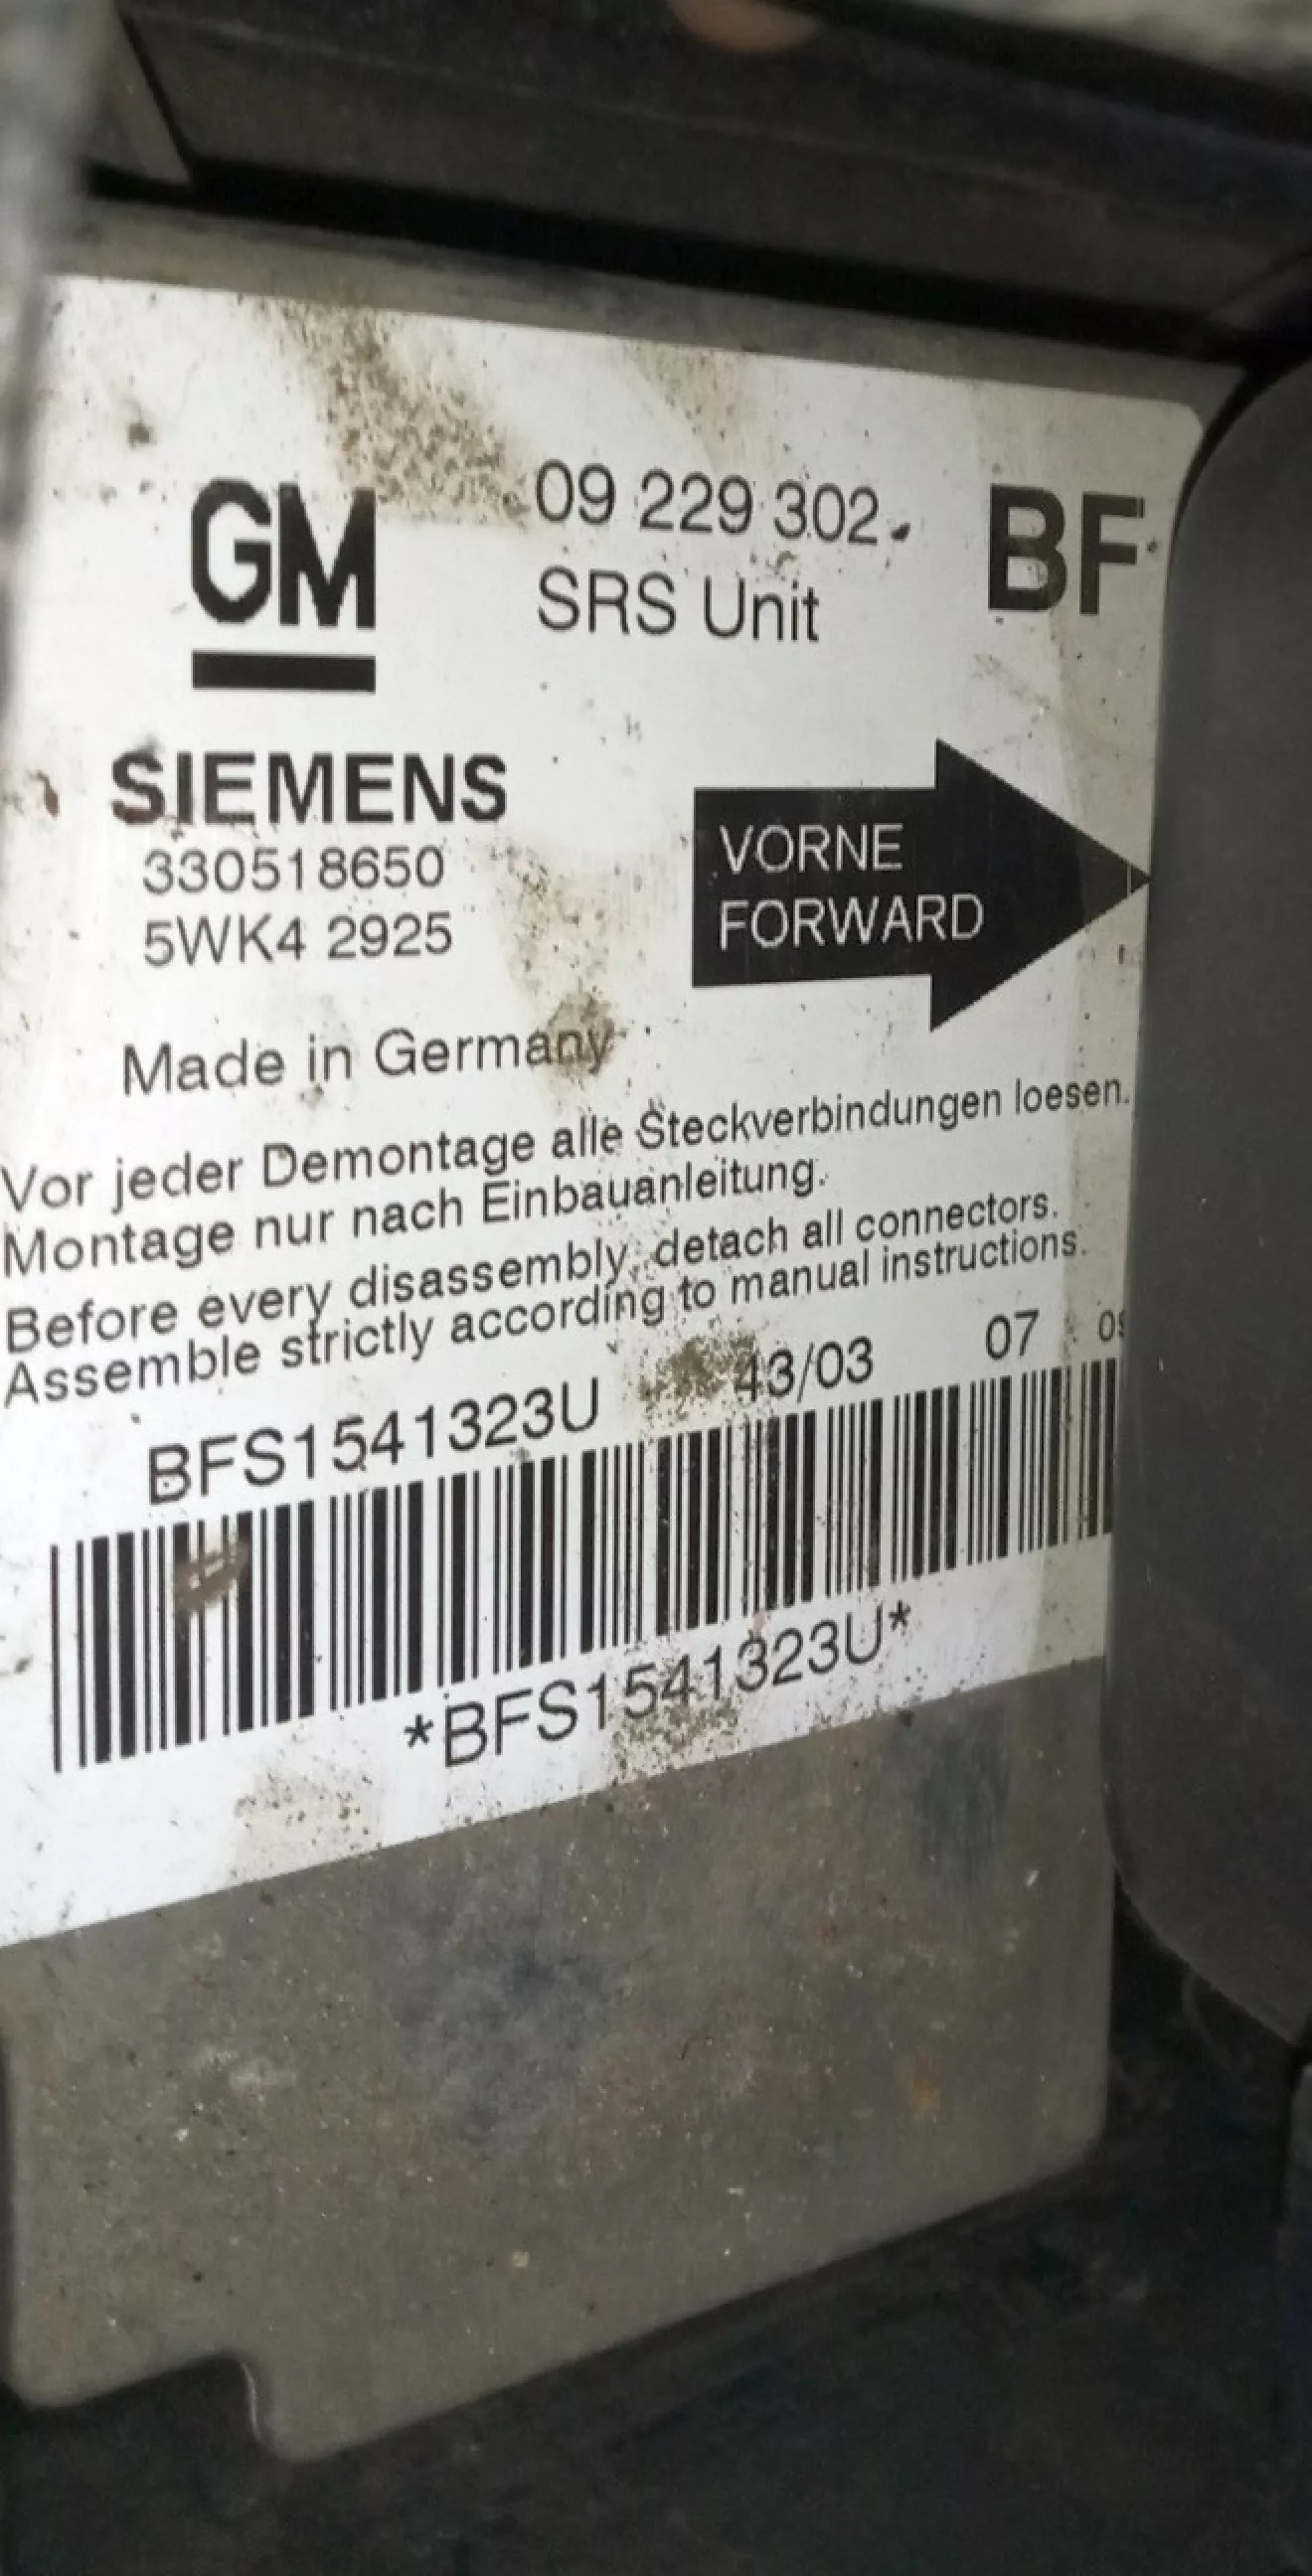 GM
09 229 302
BF
SRS Unit
SIEMENS
330518650
5WK4 2925
VORNE
FORWARD
Made in Germany
Vor jeder Demontage alle Steckverbindungen loesen.
Montage nur nach Einbauanleitung.
Before every disassembly, detach all connectors.
Assemble strictly according to manual instructions.
BFS1541323U 43/03 07
*BFS1541323U*